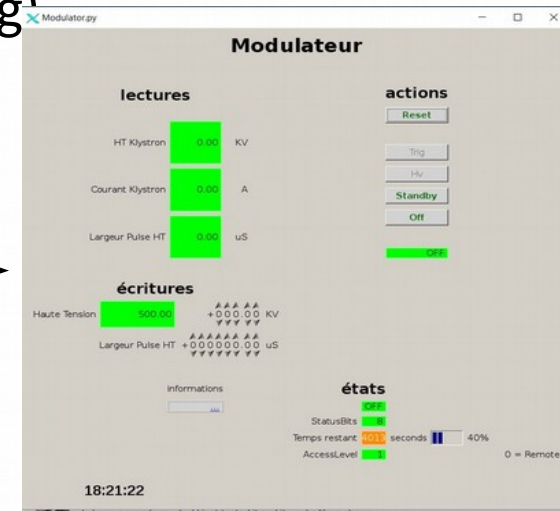 g)
Modulator.py
Modulateur
lectures
actions
Reset
HT Klystron 0.00 KV
Trig
Hv
Courant Klystron 0.00 A
Standby
Off
Largeur Pulse HT 0.00 uS
OFF
écritures
Haute Tension 500.00 +000.00 KV
Largeur Pulse HT +000000.00 uS
informations
...
états
OFF
StatusBits 8
Temps restant 4013 seconds 40%
AccessLevel 1 0 = Remote
18:21:22